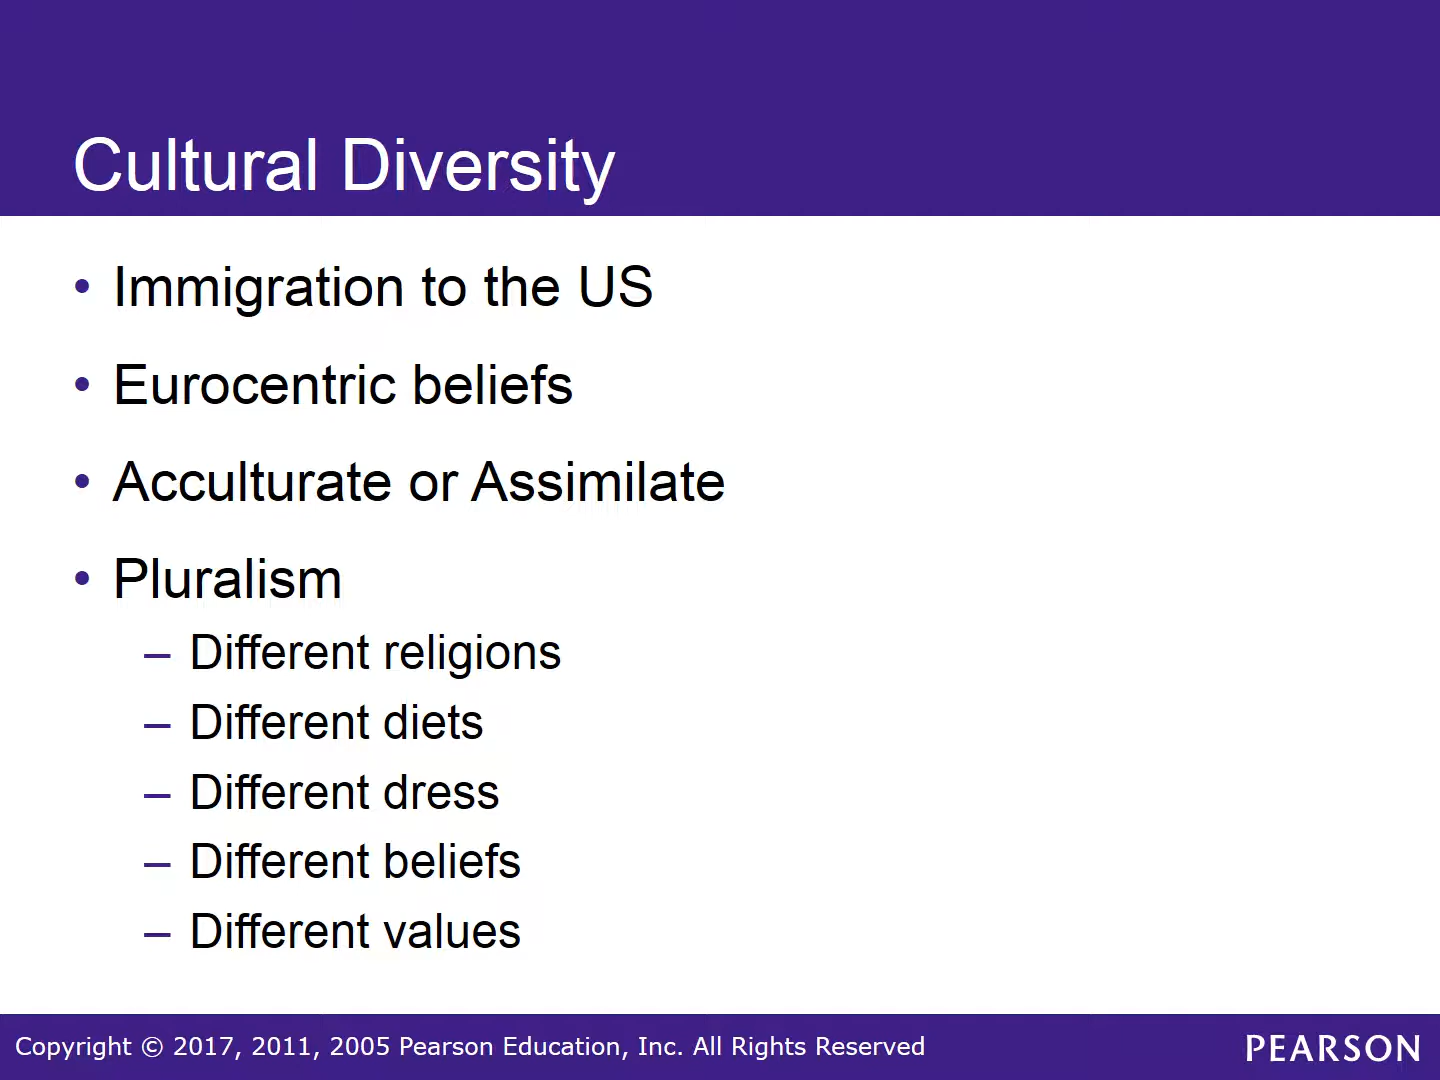 Cultural Diversity
• Immigration to the US
• Eurocentric beliefs
• Acculturate or Assimilate
• Pluralism
– Different religions
– Different diets
– Different dress
– Different beliefs
– Different values
Copyright © 2017, 2011, 2005 Pearson Education, Inc. All Rights Reserved
PEARSON